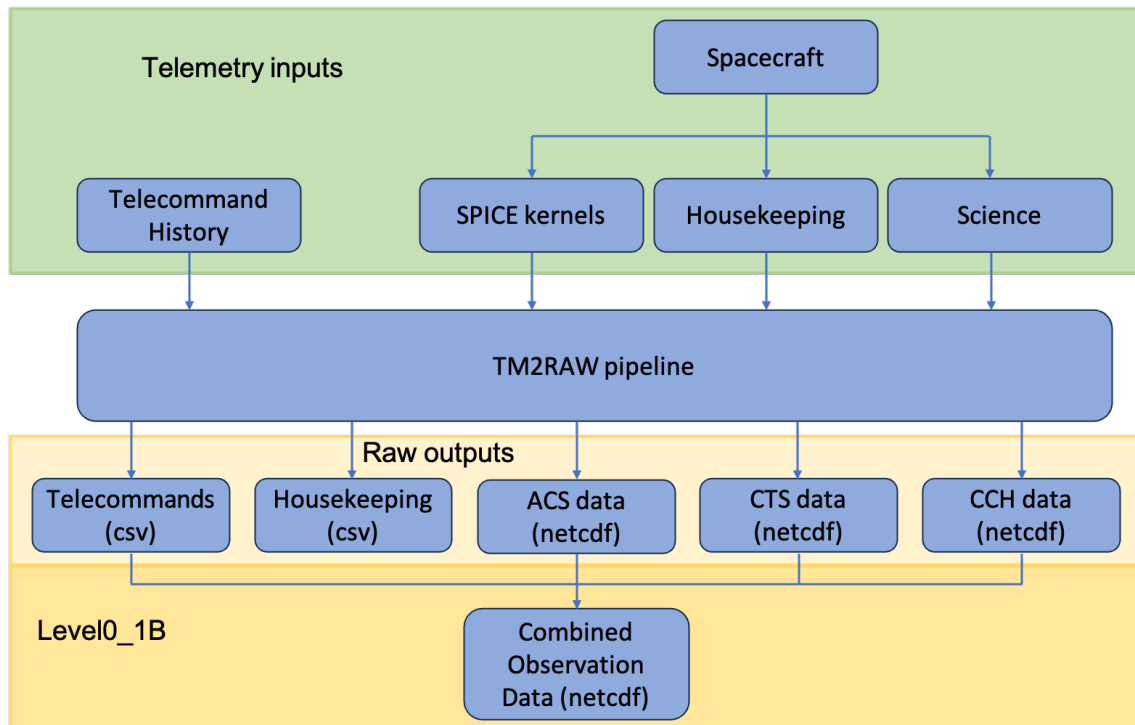 Telemetry inputs
Spacecraft
Telecommand
History
SPICE kernels
Housekeeping
Science
TM2RAW pipeline
Raw outputs
Telecommands
(csv)
Housekeeping
(csv)
ACS data
(netcdf)
CTS data
(netcdf)
CCH data
(netcdf)
Level0_1B
Combined
Observation
Data (netcdf)